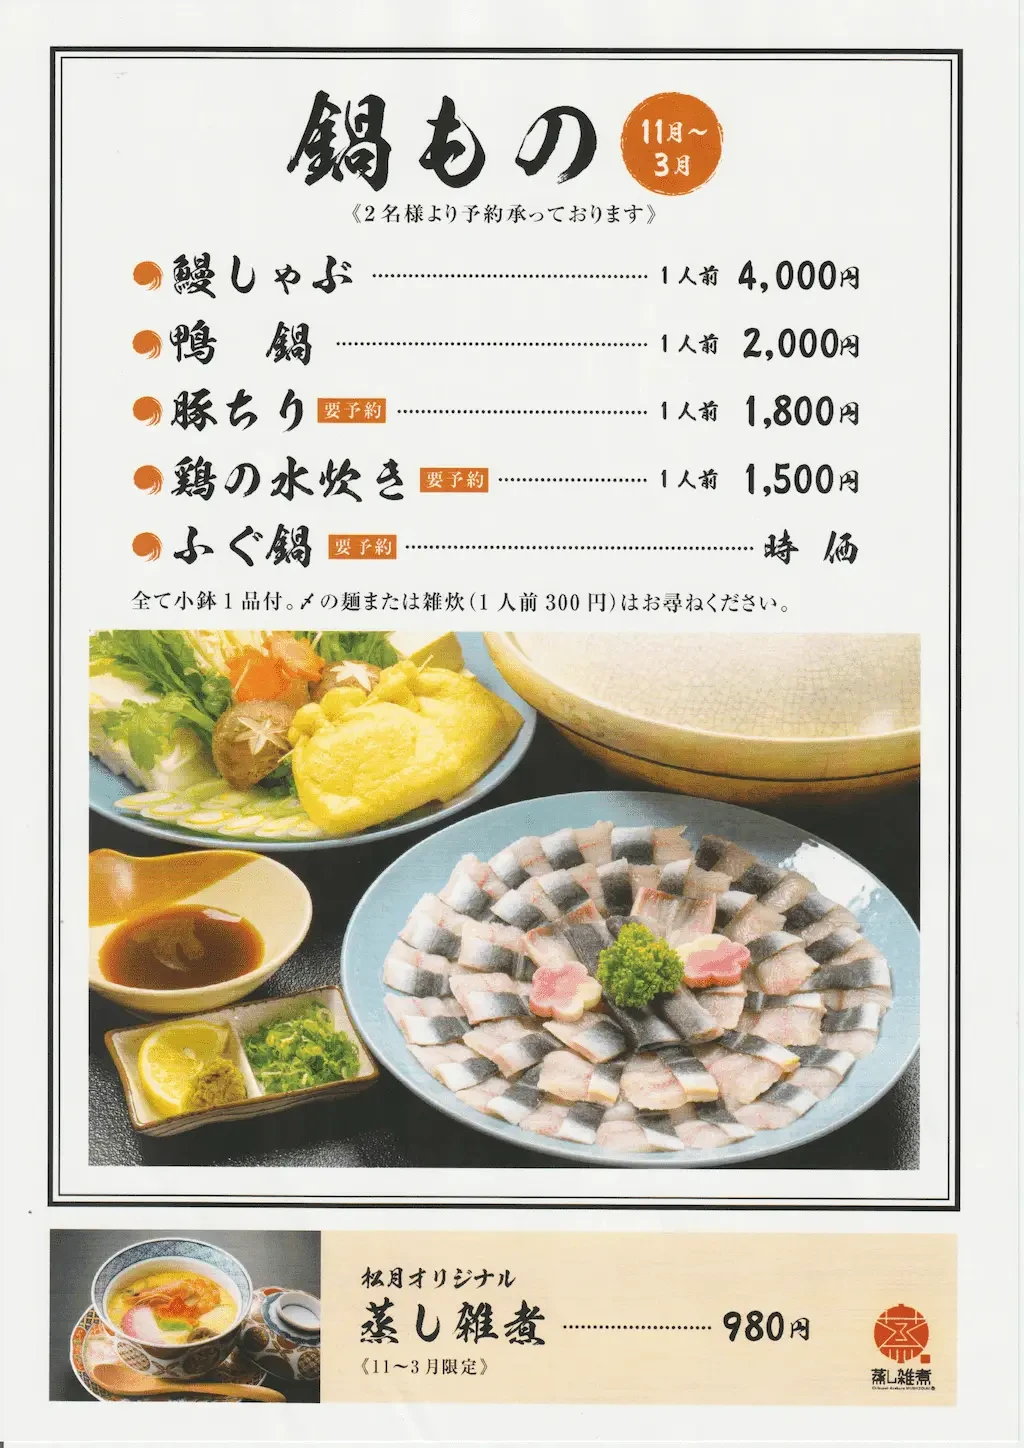 鍋もの
11月〜
3月
《2名様より予約承っております》
鰻しゃぶ 1人前 4,000円
鴨 鍋 1人前 2,000円
豚ちり 要予約 1人前 1,800円
鶏の水炊き 要予約 1人前 1,500円
ふぐ鍋 要予約 時 価
全て小鉢1品付。〆の麺または雑炊(1人前300円)はお尋ねください。
松月オリジナル
蒸し雑煮 980円
《11〜3月限定》
蒸し雑煮